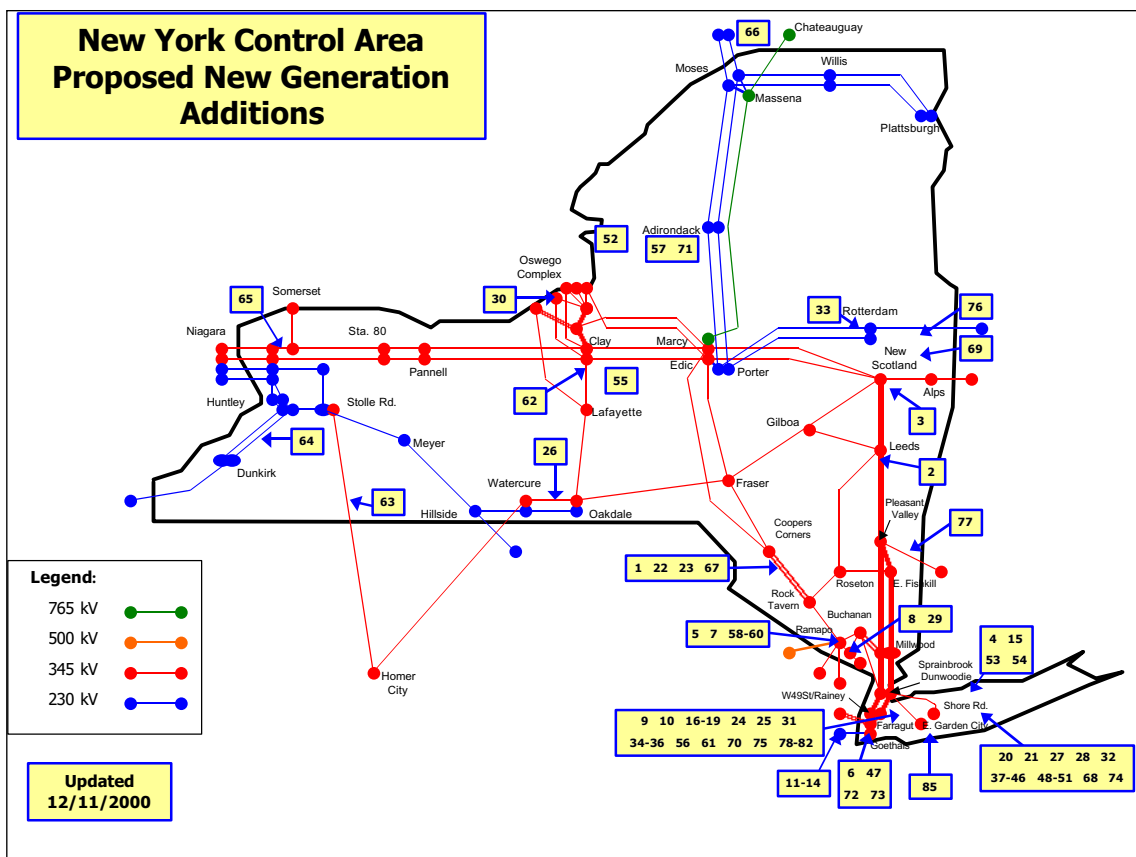 New York Control Area
Proposed New Generation
Additions
66
Chateauguay
Moses
Willis
Massena
Plattsburgh
52
Adirondack
57 71
Oswego
Complex
30
65
Somerset
33
Rotterdam
76
Niagara
Sta. 80
Clay
Marcy
New
Scotland
69
Pannell
Edic
Porter
62
55
Alps
Huntley
Stolle Rd.
Lafayette
3
64
Meyer
Gilboa
Leeds
26
2
Dunkirk
Watercure
Fraser
63
Hillside
Oakdale
Pleasant
Valley
77
Coopers
Corners
1 22 23 67
Roseton
E. Fishkill
Rock
Tavern
Legend:
765 kV
500 kV
345 kV
230 kV
Buchanan
8 29
5 7 58-60
Ramapo
Millwood
4 15
53 54
Homer
City
Sprainbrook
Dunwoodie
W49St/Rainey
Shore Rd.
9 10 16-19 24 25 31
34-36 56 61 70 75 78-82
Farragut
E. Garden City
Goethals
11-14
6 47
72 73
85
20 21 27 28 32
37-46 48-51 68 74
Updated
12/11/2000